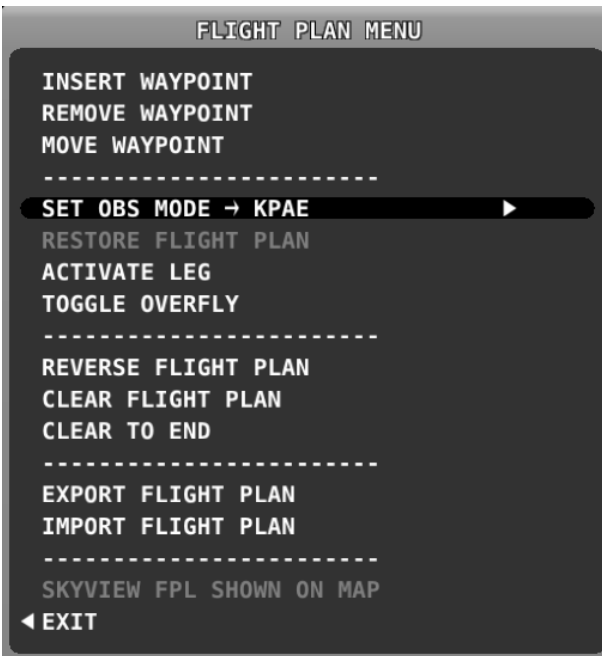 FLIGHT PLAN MENU
INSERT WAYPOINT
REMOVE WAYPOINT
MOVE WAYPOINT
------------------------
SET OBS MODE → KPAE ▶
RESTORE FLIGHT PLAN
ACTIVATE LEG
TOGGLE OVERFLY
------------------------
REVERSE FLIGHT PLAN
CLEAR FLIGHT PLAN
CLEAR TO END
------------------------
EXPORT FLIGHT PLAN
IMPORT FLIGHT PLAN
------------------------
SKYVIEW FPL SHOWN ON MAP
◀ EXIT